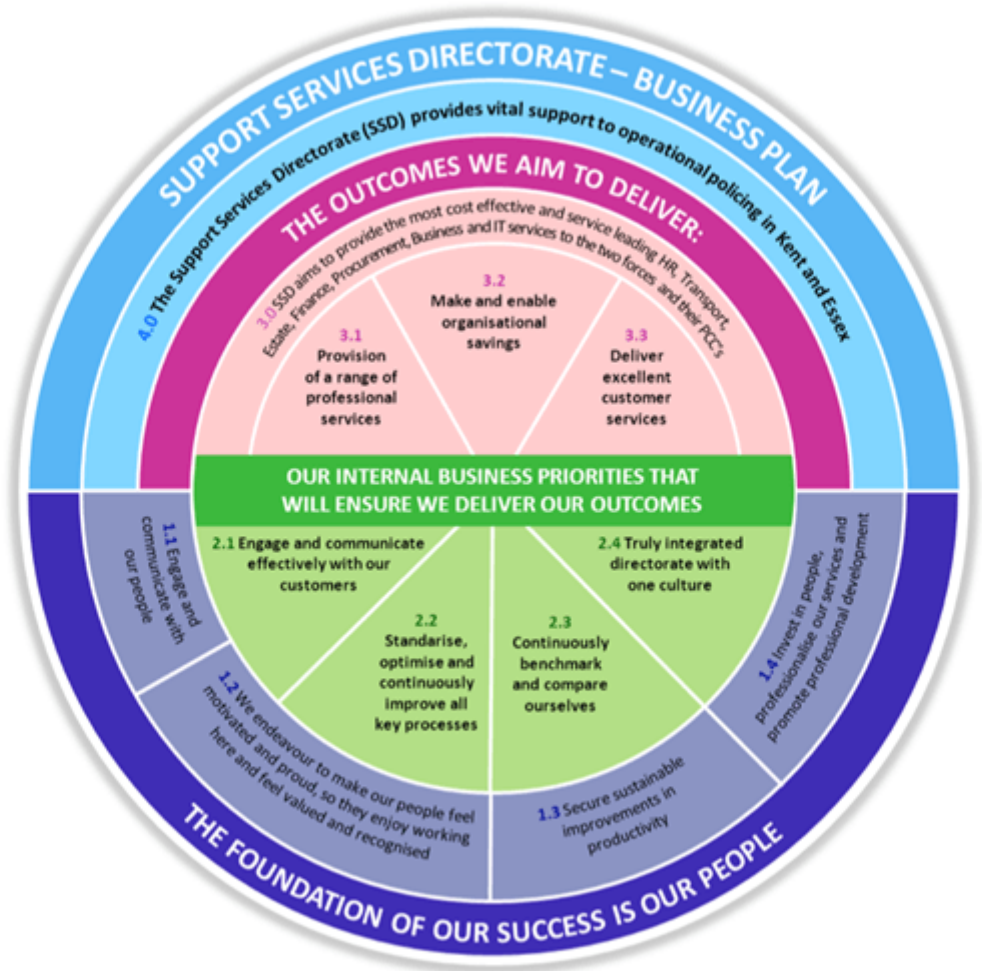 SUPPORT SERVICES DIRECTORATE – BUSINESS PLAN
4.0 The Support Services Directorate (SSD) provides vital support to operational policing in Kent and Essex
THE OUTCOMES WE AIM TO DELIVER:
3.0 SSD aims to provide the most cost effective and service leading HR, Transport,
Estate, Finance, Procurement, Business and IT services to the two forces and their PCC's
3.1
Provision
of a range of
professional
services
3.2
Make and enable
organisational
savings
3.3
Deliver
excellent
customer
services
OUR INTERNAL BUSINESS PRIORITIES THAT
WILL ENSURE WE DELIVER OUR OUTCOMES
2.1 Engage and communicate
effectively with our
customers
2.2
Standarise,
optimise and
continuously
improve all
key processes
2.3
Continuously
benchmark
and compare
ourselves
2.4 Truly integrated
directorate with
one culture
1.1 Engage and
communicate with
our people
1.2 We endeavour to make our people feel
motivated and proud, so they enjoy working
here and feel valued and recognised
1.3 Secure sustainable
improvements in
productivity
1.4 Invest in people,
professionalise our services and
promote professional development
THE FOUNDATION OF OUR SUCCESS IS OUR PEOPLE